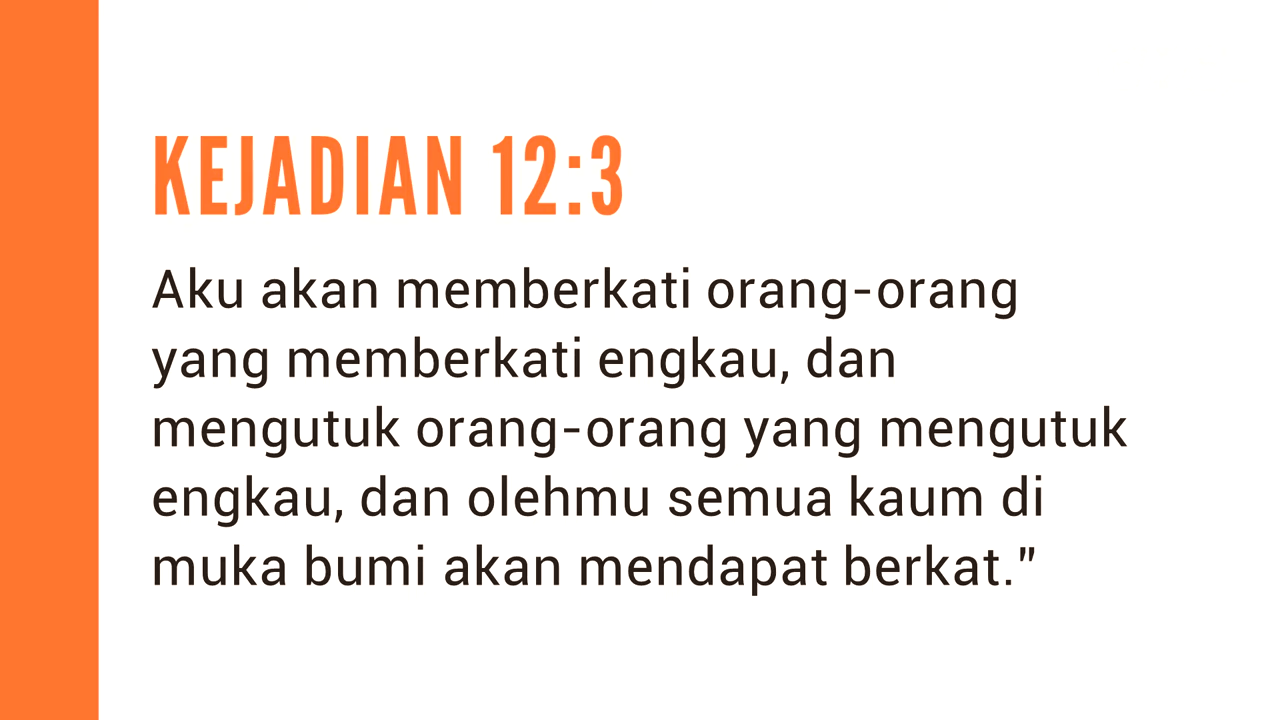 KEJADIAN 12:3
Aku akan memberkati orang-orang
yang memberkati engkau, dan
mengutuk orang-orang yang mengutuk
engkau, dan olehmu semua kaum di
muka bumi akan mendapat berkat."